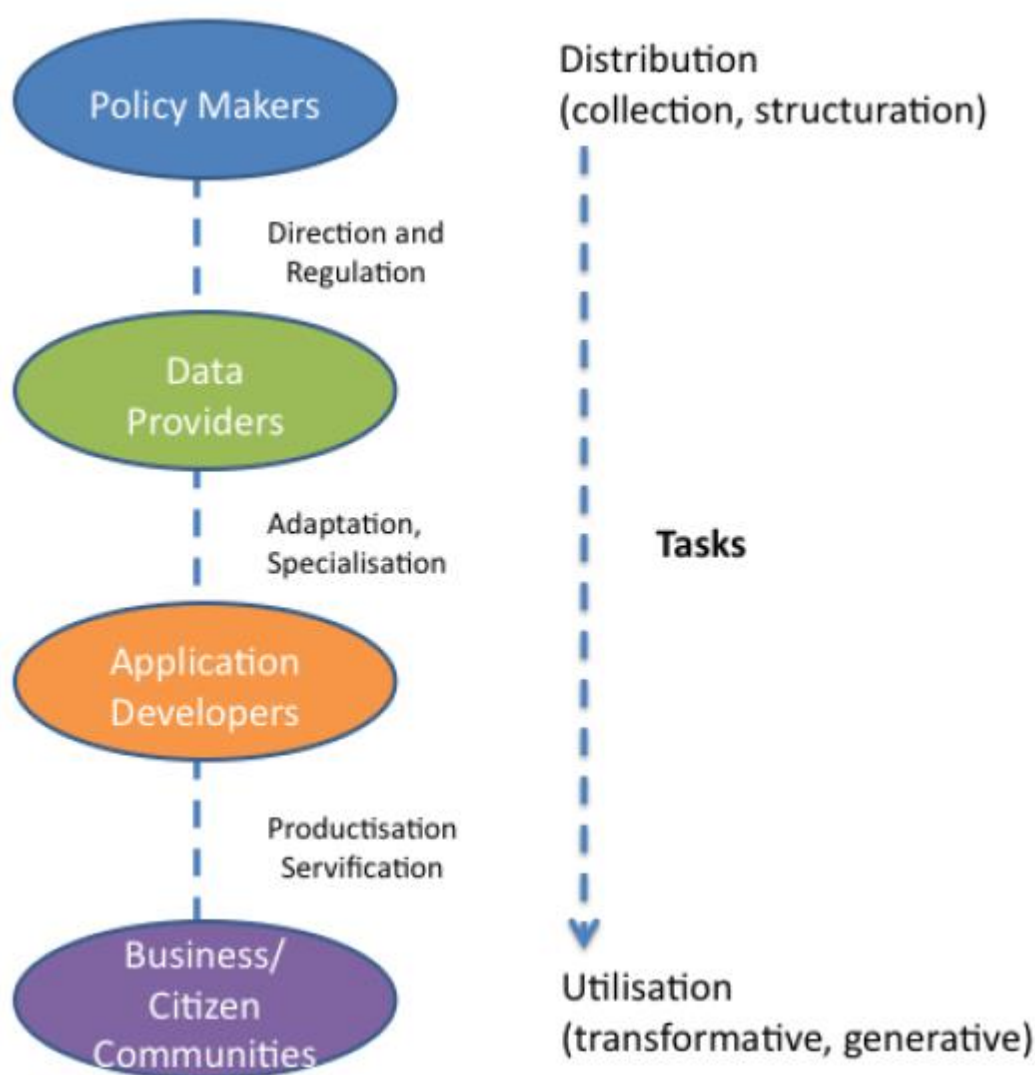 Policy Makers
Distribution
(collection, structuration)
Direction and
Regulation
Data
Providers
Adaptation,
Specialisation
Tasks
Application
Developers
Productisation
Servification
Business/
Citizen
Communities
Utilisation
(transformative, generative)